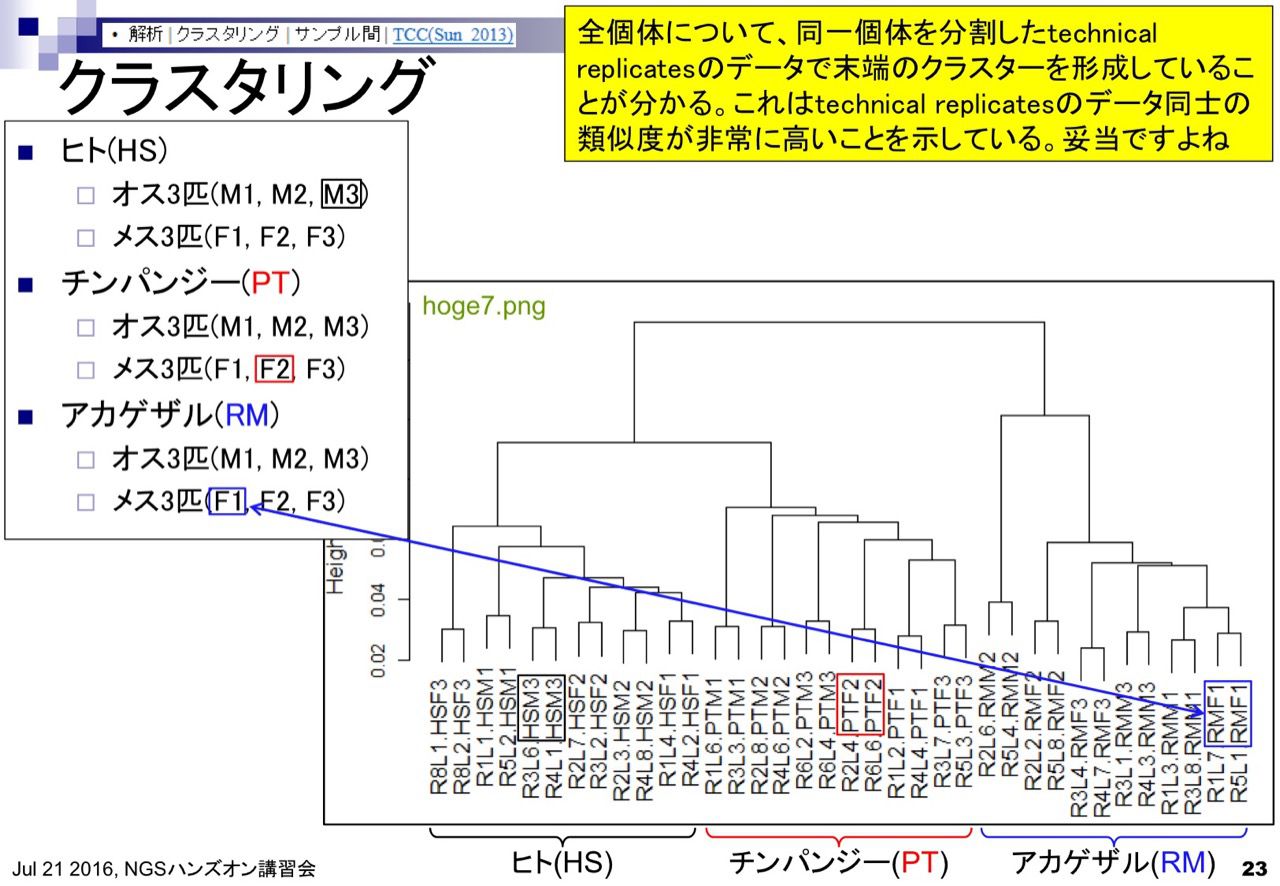 • 解析 | クラスタリング | サンプル間 | TCC(Sun_2013)
クラスタリング
全個体について、同一個体を分割したtechnical
replicatesのデータで末端のクラスターを形成しているこ
とが分かる。これはtechnical replicatesのデータ同士の
類似度が非常に高いことを示している。妥当ですよね
ヒト(HS)
オス3匹(M1, M2, M3)
メス3匹(F1, F2, F3)
チンパンジー(PT)
オス3匹(M1, M2, M3)
メス3匹(F1, F2, F3)
アカゲザル(RM)
オス3匹(M1, M2, M3)
メス3匹(F1, F2, F3)
hoge7.png
0.04
0.02
R8L1.HSF3
R8L2.HSF3
R1L1.HSM1
R5L2.HSM1
R3L6.HSM3
R4L1.HSM3
R2L7.HSF2
R3L2.HSF2
R2L3.HSM2
R4L8.HSM2
R1L4.HSF1
R4L2.HSF1
R1L6.PTM1
R3L3.PTM1
R2L8.PTM2
R4L6.PTM2
R6L2.PTM3
R6L4.PTM3
R2L4.PTF2
R6L6.PTF2
R1L2.PTF1
R4L4.PTF1
R3L7.PTF3
R5L3.PTF3
R2L6.RMM2
R5L4.RMM2
R2L2.RMF2
R5L8.RMF2
R3L4.RMF3
R4L7.RMF3
R3L1.RMM3
R4L3.RMM3
R1L3.RMM1
R3L8.RMM1
R1L7.RMF1
R5L1.RMF1
ヒト(HS)
チンパンジー(PT)
アカゲザル(RM)
Jul 21 2016, NGSハンズオン講習会
23